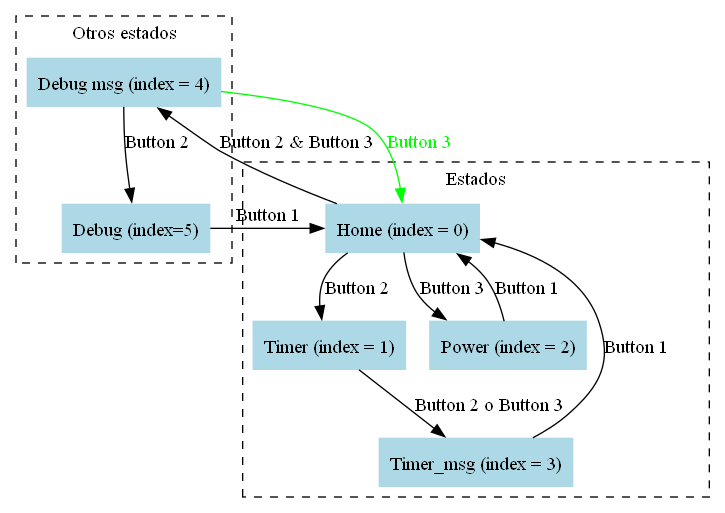 Otros estados
Debug msg (index = 4)
Button 2
Button 2 & Button 3
Button 3
Estados
Debug (index=5)
Button 1
Home (index = 0)
Button 2
Button 3
Button 1
Timer (index = 1)
Power (index = 2)
Button 1
Button 2 o Button 3
Timer_msg (index = 3)